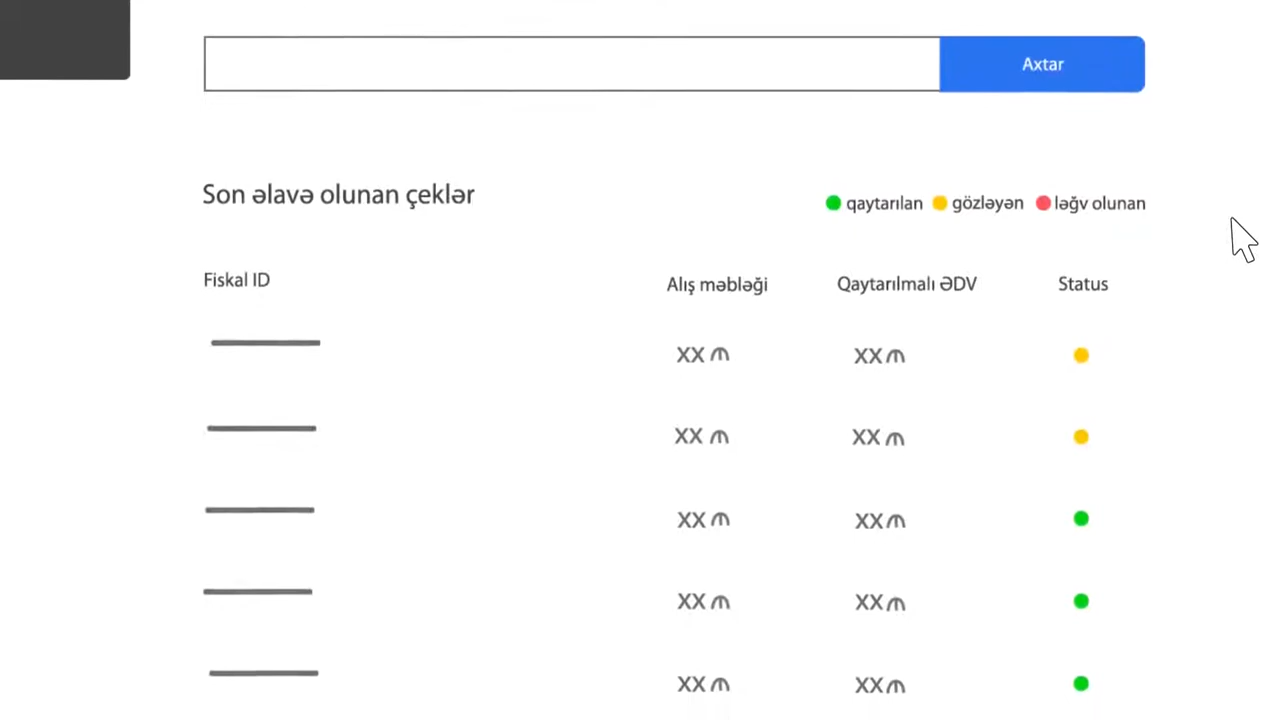 Axtar
Son əlavə olunan çeklər
qaytarılan gözləyən ləğv olunan
Fiskal ID Alış məbləği Qaytarılmalı ƏDV Status
XX ₼ XX ₼
XX ₼ XX ₼
XX ₼ XX ₼
XX ₼ XX ₼
XX ₼ XX ₼